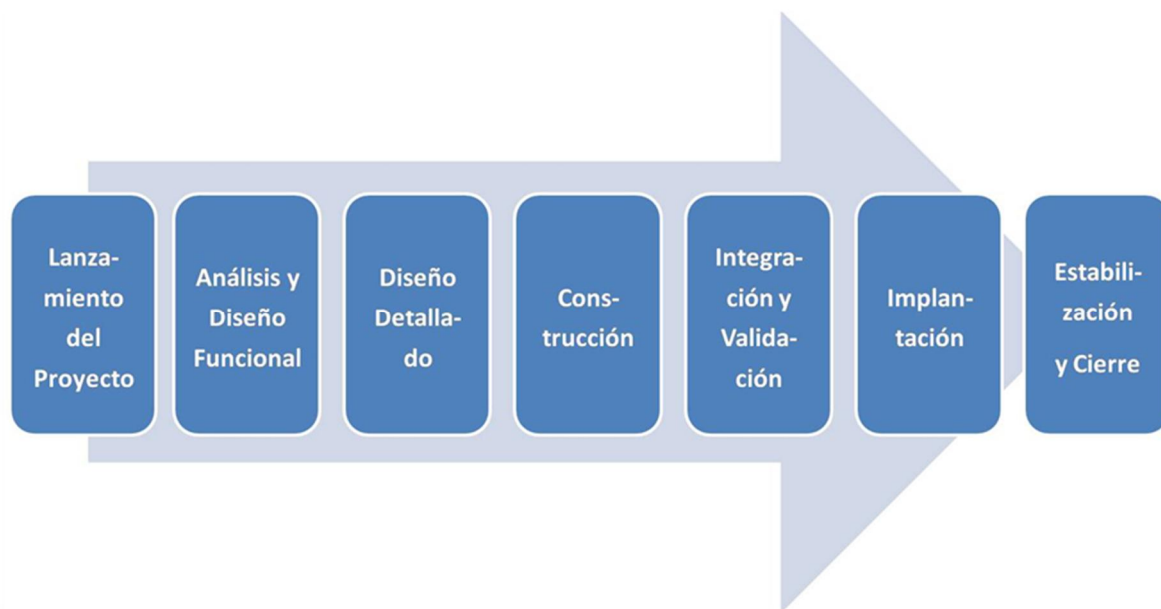 Lanza-
miento
del
Proyecto
Análisis y
Diseño
Funcional
Diseño
Detalla-
do
Cons-
trucción
Integra-
ción y
Valida-
ción
Implan-
tación
Estabili-
zación
y Cierre